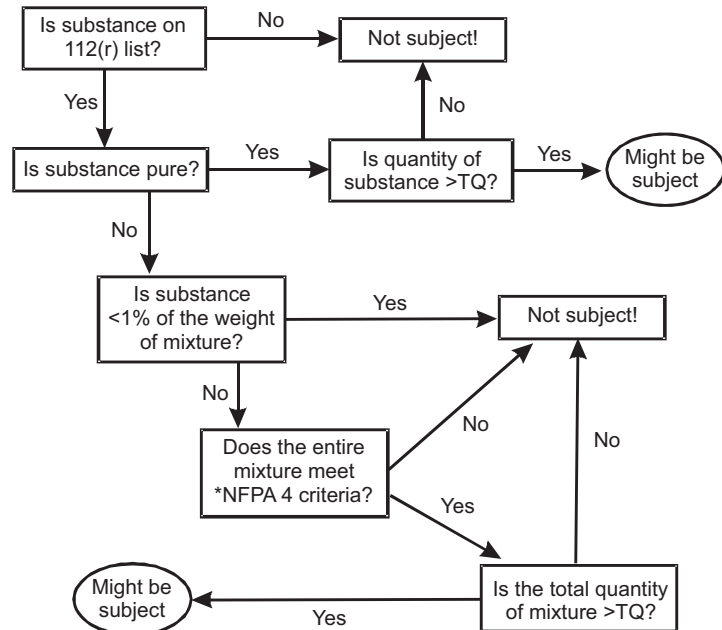 Is substance on
112(r) list?
No
Not subject!
Yes
No
Is substance pure?
Yes
Is quantity of
substance >TQ?
Yes
Might be
subject
No
Is substance
<1% of the weight
of mixture?
Yes
Not subject!
No
Does the entire
mixture meet
*NFPA 4 criteria?
No
No
Yes
Might be
subject
Yes
Is the total quantity
of mixture >TQ?